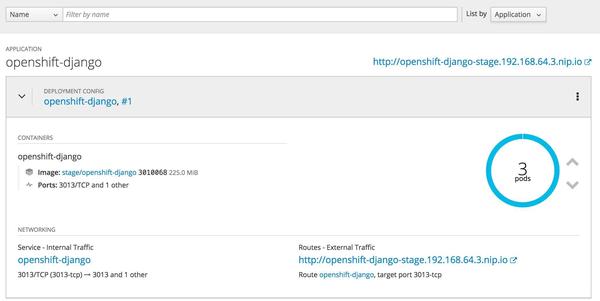 Name Filter by name List by Application
APPLICATION
openshift-django http://openshift-django-stage.192.168.64.3.nip.io
DEPLOYMENT CONFIG
openshift-django, #1
CONTAINERS
openshift-django
Image: stage/openshift-django 3010068 225.0 MiB
Ports: 3013/TCP and 1 other
3
pods
NETWORKING
Service - Internal Traffic
openshift-django
3013/TCP (3013-tcp) → 3013 and 1 other
Routes - External Traffic
http://openshift-django-stage.192.168.64.3.nip.io
Route openshift-django, target port 3013-tcp